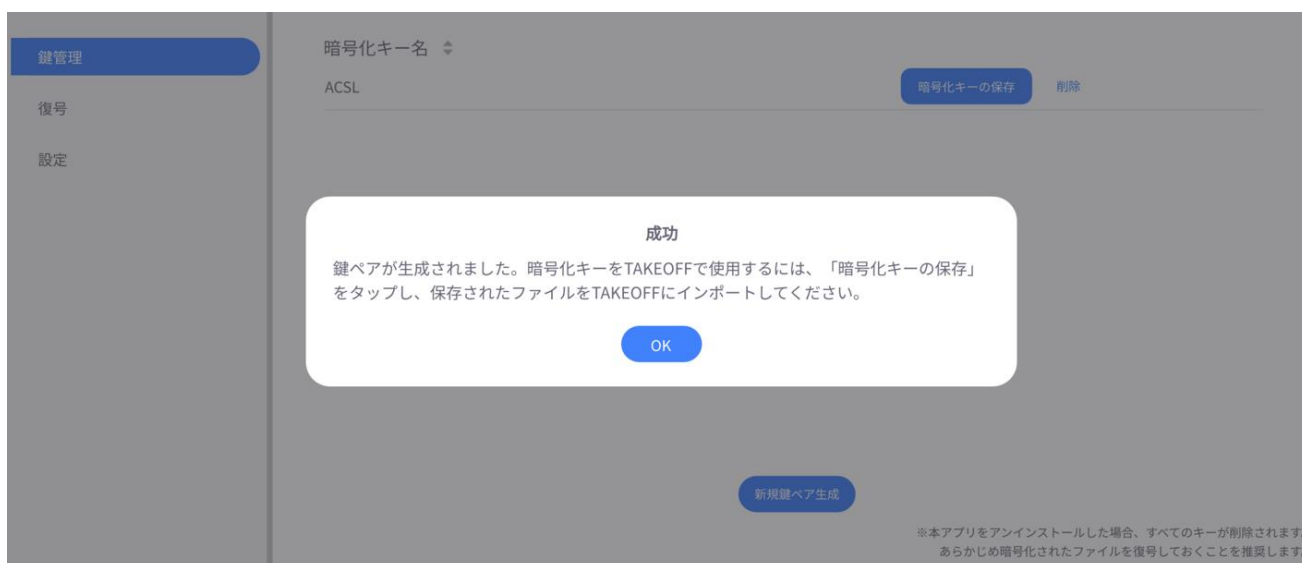 鍵管理
復号
設定
暗号化キー名
ACSL
暗号化キーの保存
削除
成功
鍵ペアが生成されました。暗号化キーをTAKEOFFで使用するには、「暗号化キーの保存」
をタップし、保存されたファイルをTAKEOFFにインポートしてください。
OK
新規鍵ペア生成
※本アプリをアンインストールした場合、すべてのキーが削除されます
あらかじめ暗号化されたファイルを復号しておくことを推奨します